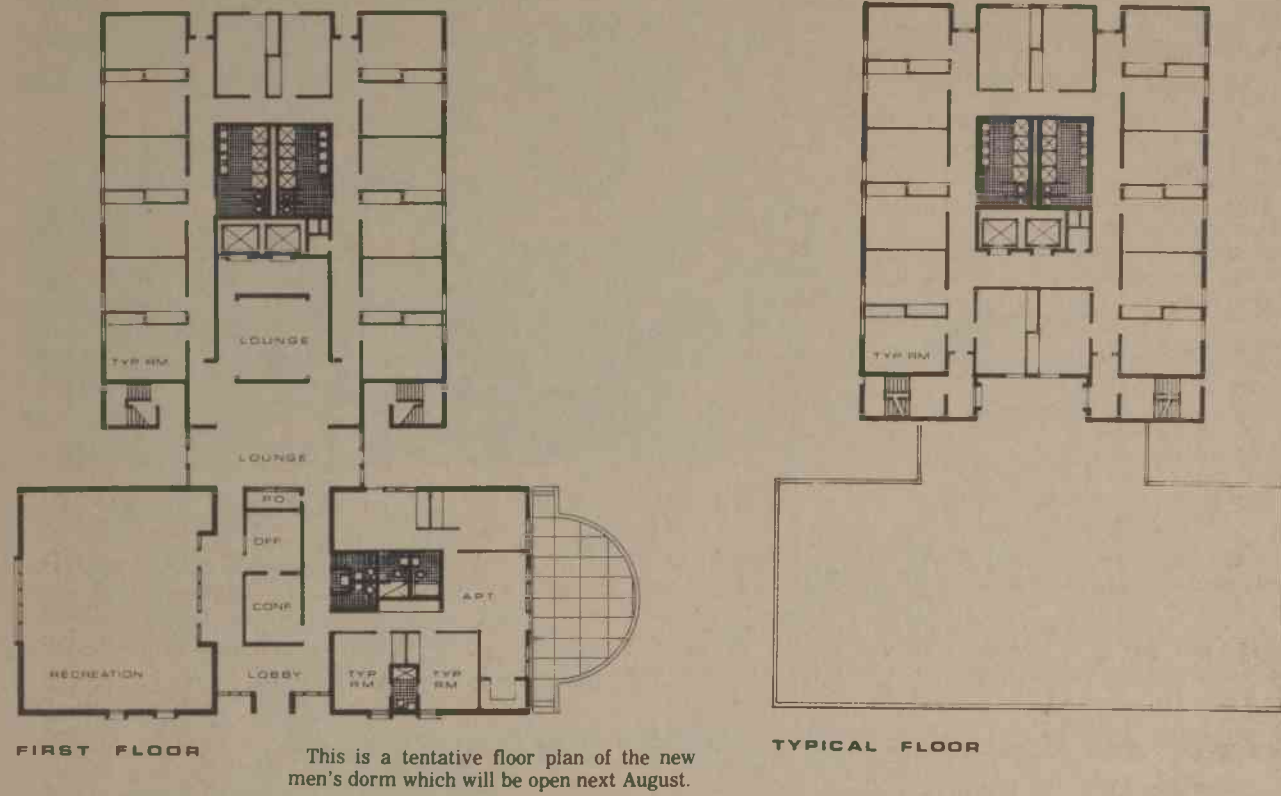 LOUNGE
TYP RM
LOUNGE
P.O.
OFF
CONF.
APT
RECREATION
LOBBY
TYP
RM
TYP
RM
FIRST FLOOR
This is a tentative floor plan of the new
men's dorm which will be open next August.
TYP RM
TYPICAL FLOOR